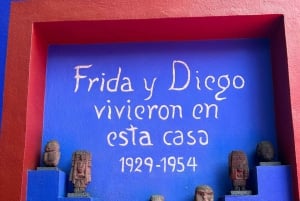 Frida y Diego
vivieron en
esta casa
1929-1954